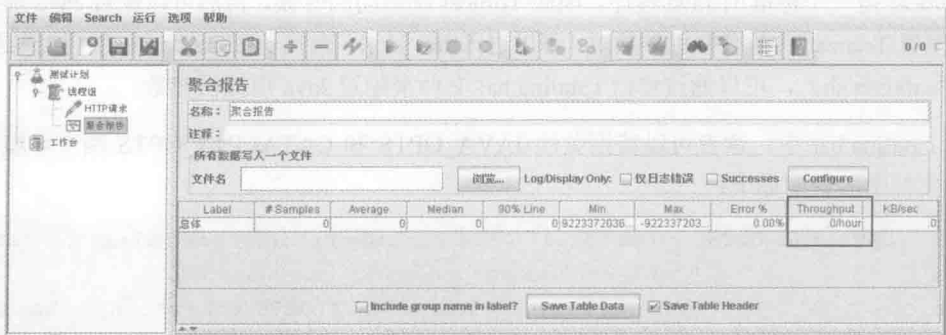 文件 编辑 Search 运行 选项 帮助
0/0
测试计划
线程组
HTTP请求
聚合报告
工作台
聚合报告
名称： 聚合报告
注释：
所有数据写入一个文件
文件名 浏览... Log/Display Only: 仅日志错误 Successes Configure
Label # Samples Average Median 90% Line Min Max Error % Throughput KB/sec
总体 0 0 0 0 9223372036... -922337203... 0.00% .0/hour .0
Include group name in label? Save Table Data Save Table Header